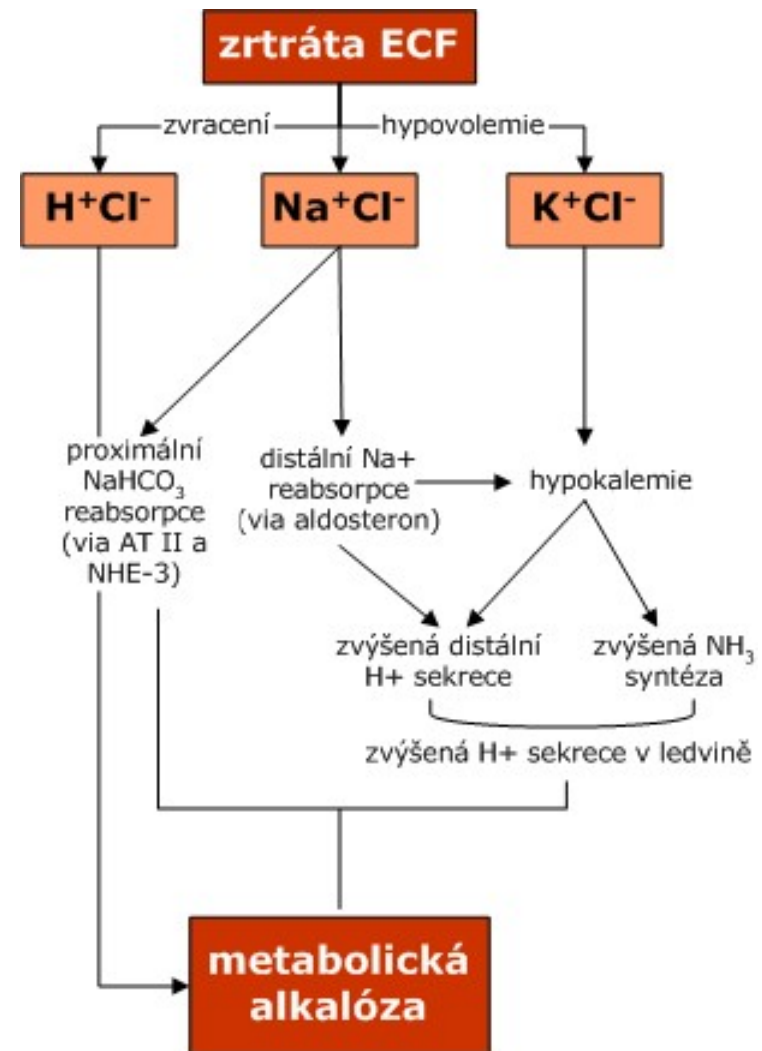 zrtráta ECF
zvracení
hypovolemie
H⁺Cl⁻
Na⁺Cl⁻
K⁺Cl⁻
proximální
NaHCO₃
reabsorpce
(via AT II a
NHE-3)
distální Na+
reabsorpce
(via aldosteron)
hypokalemie
zvýšená distální
H+ sekrece
zvýšená NH₃
syntéza
zvýšená H+ sekrece v ledvině
metabolická
alkalóza